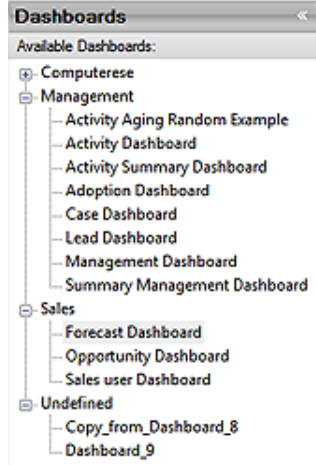 Dashboards «
Available Dashboards:
Computerese
Management
Activity Aging Random Example
Activity Dashboard
Activity Summary Dashboard
Adoption Dashboard
Case Dashboard
Lead Dashboard
Management Dashboard
Summary Management Dashboard
Sales
Forecast Dashboard
Opportunity Dashboard
Sales user Dashboard
Undefined
Copy_from_Dashboard_8
Dashboard_9